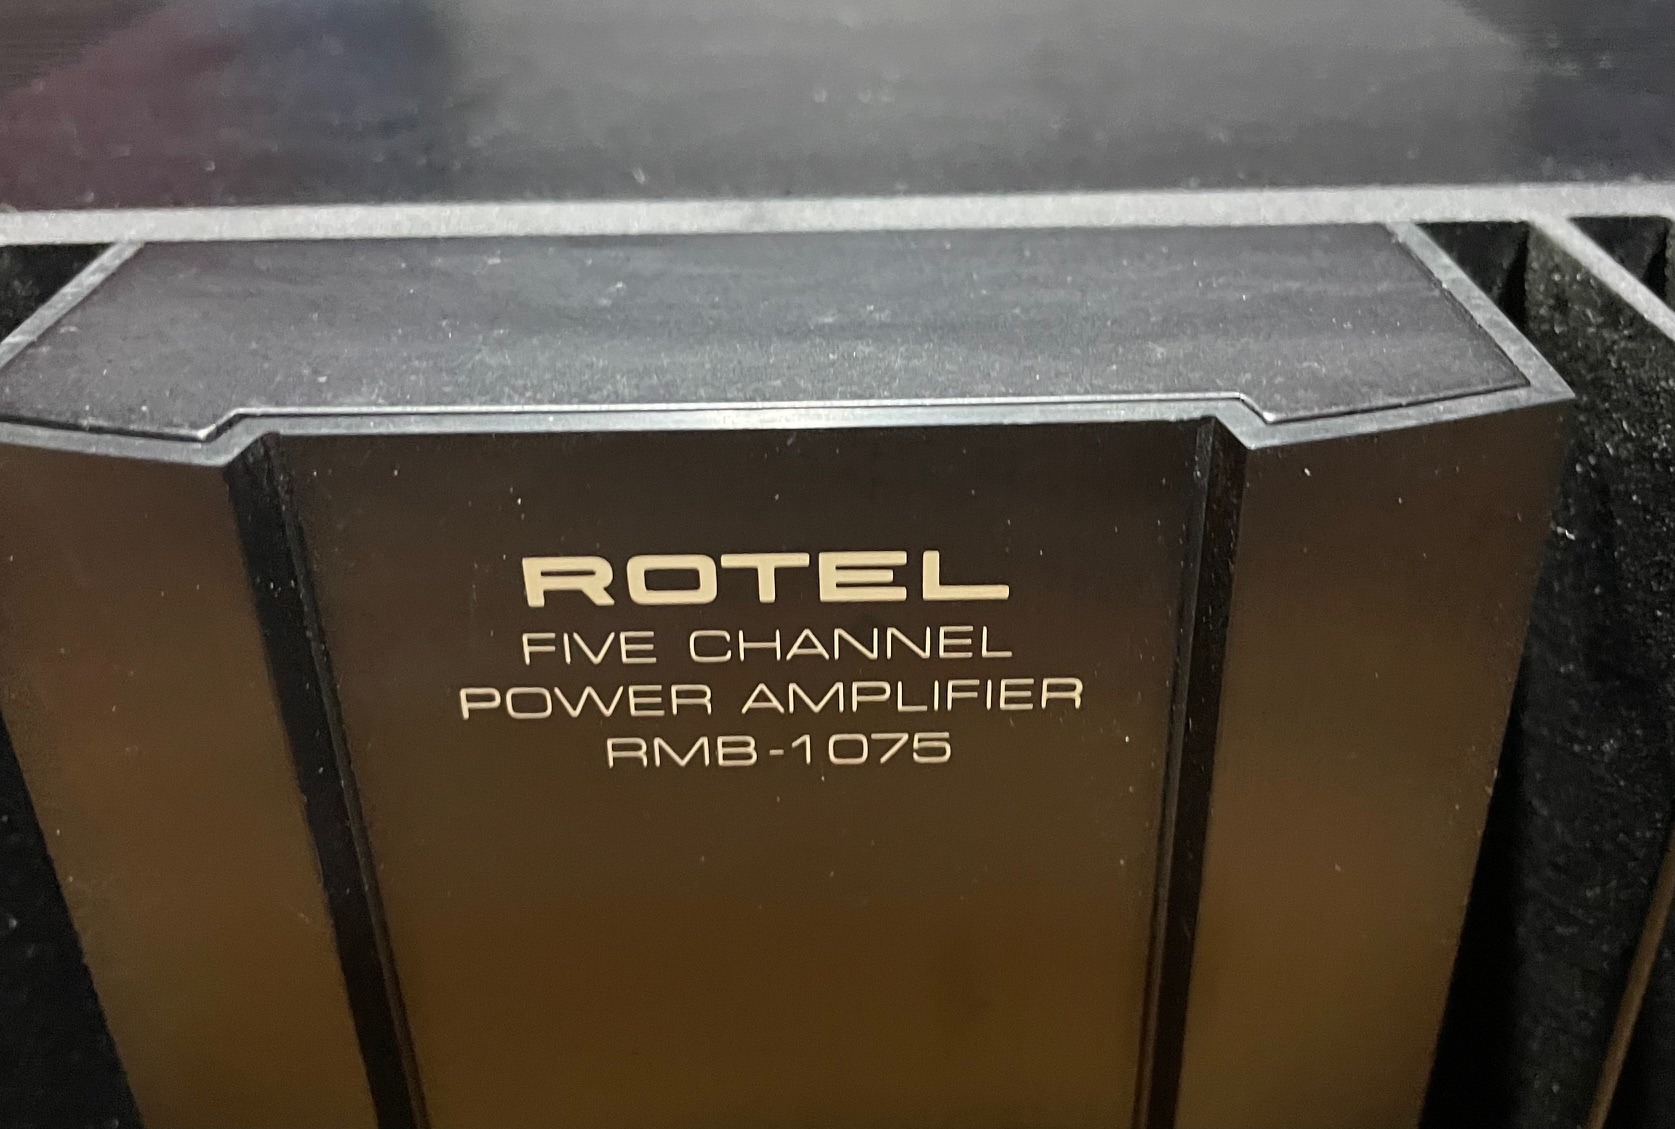 ROTEL
FIVE CHANNEL
POWER AMPLIFIER
RMB-1075